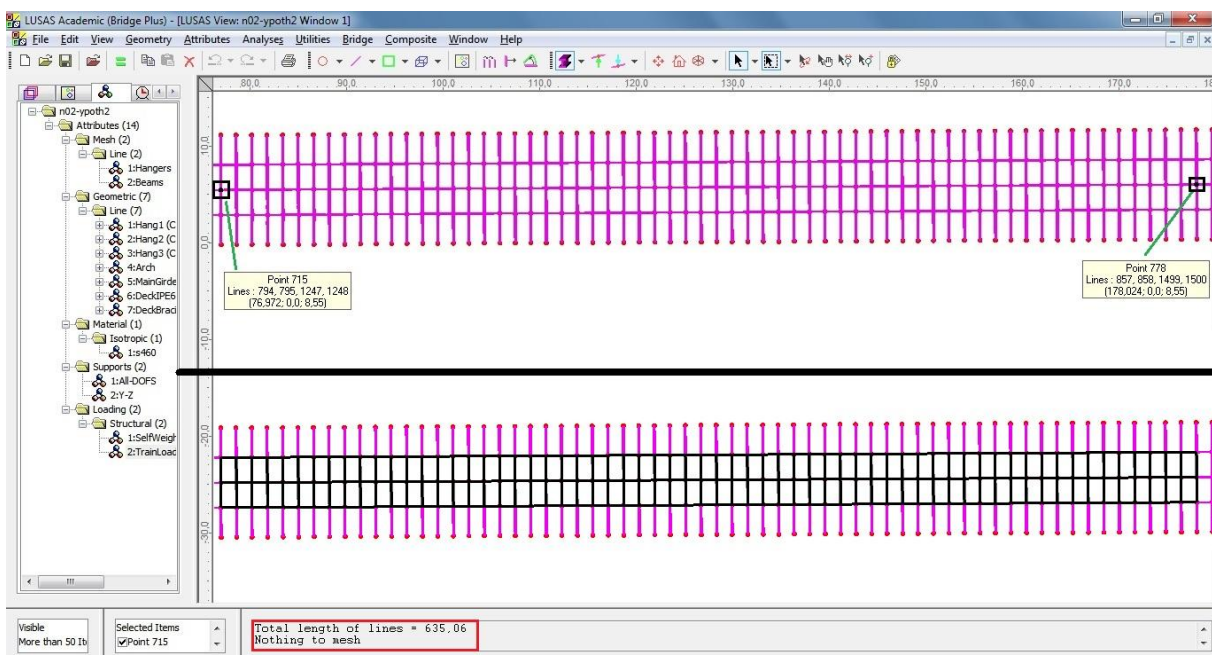 LUSAS Academic (Bridge Plus) - [LUSAS View: n02-ypoth2 Window 1]
File Edit View Geometry Attributes Analyses Utilities Bridge Composite Window Help
80,0 90,0 100,0 110,0 120,0 130,0 140,0 150,0 160,0 170,0 18
n02-ypoth2
Attributes (14)
Mesh (2)
Line (2)
1:Hangers
2:Beams
Geometric (7)
Line (7)
1:Hang1 (C
2:Hang2 (C
3:Hang3 (C
4:Arch
5:MainGirde
6:DeckIPE6
7:DeckBraci
Material (1)
Isotropic (1)
1:s460
Supports (2)
1:All-DOFS
2:Y-Z
Loading (2)
Structural (2)
1:SelfWeigh
2:TrainLoad
10,0
0,0
-10,0
-20,0
-30,0
Point 715
Lines : 794, 795, 1247, 1248
(76,972; 0,0; 8,55)
Point 778
Lines : 857, 858, 1499, 1500
(178,024; 0,0; 8,55)
Visible
More than 50 It
Selected Items
Point 715
Total length of lines = 635,06
Nothing to mesh